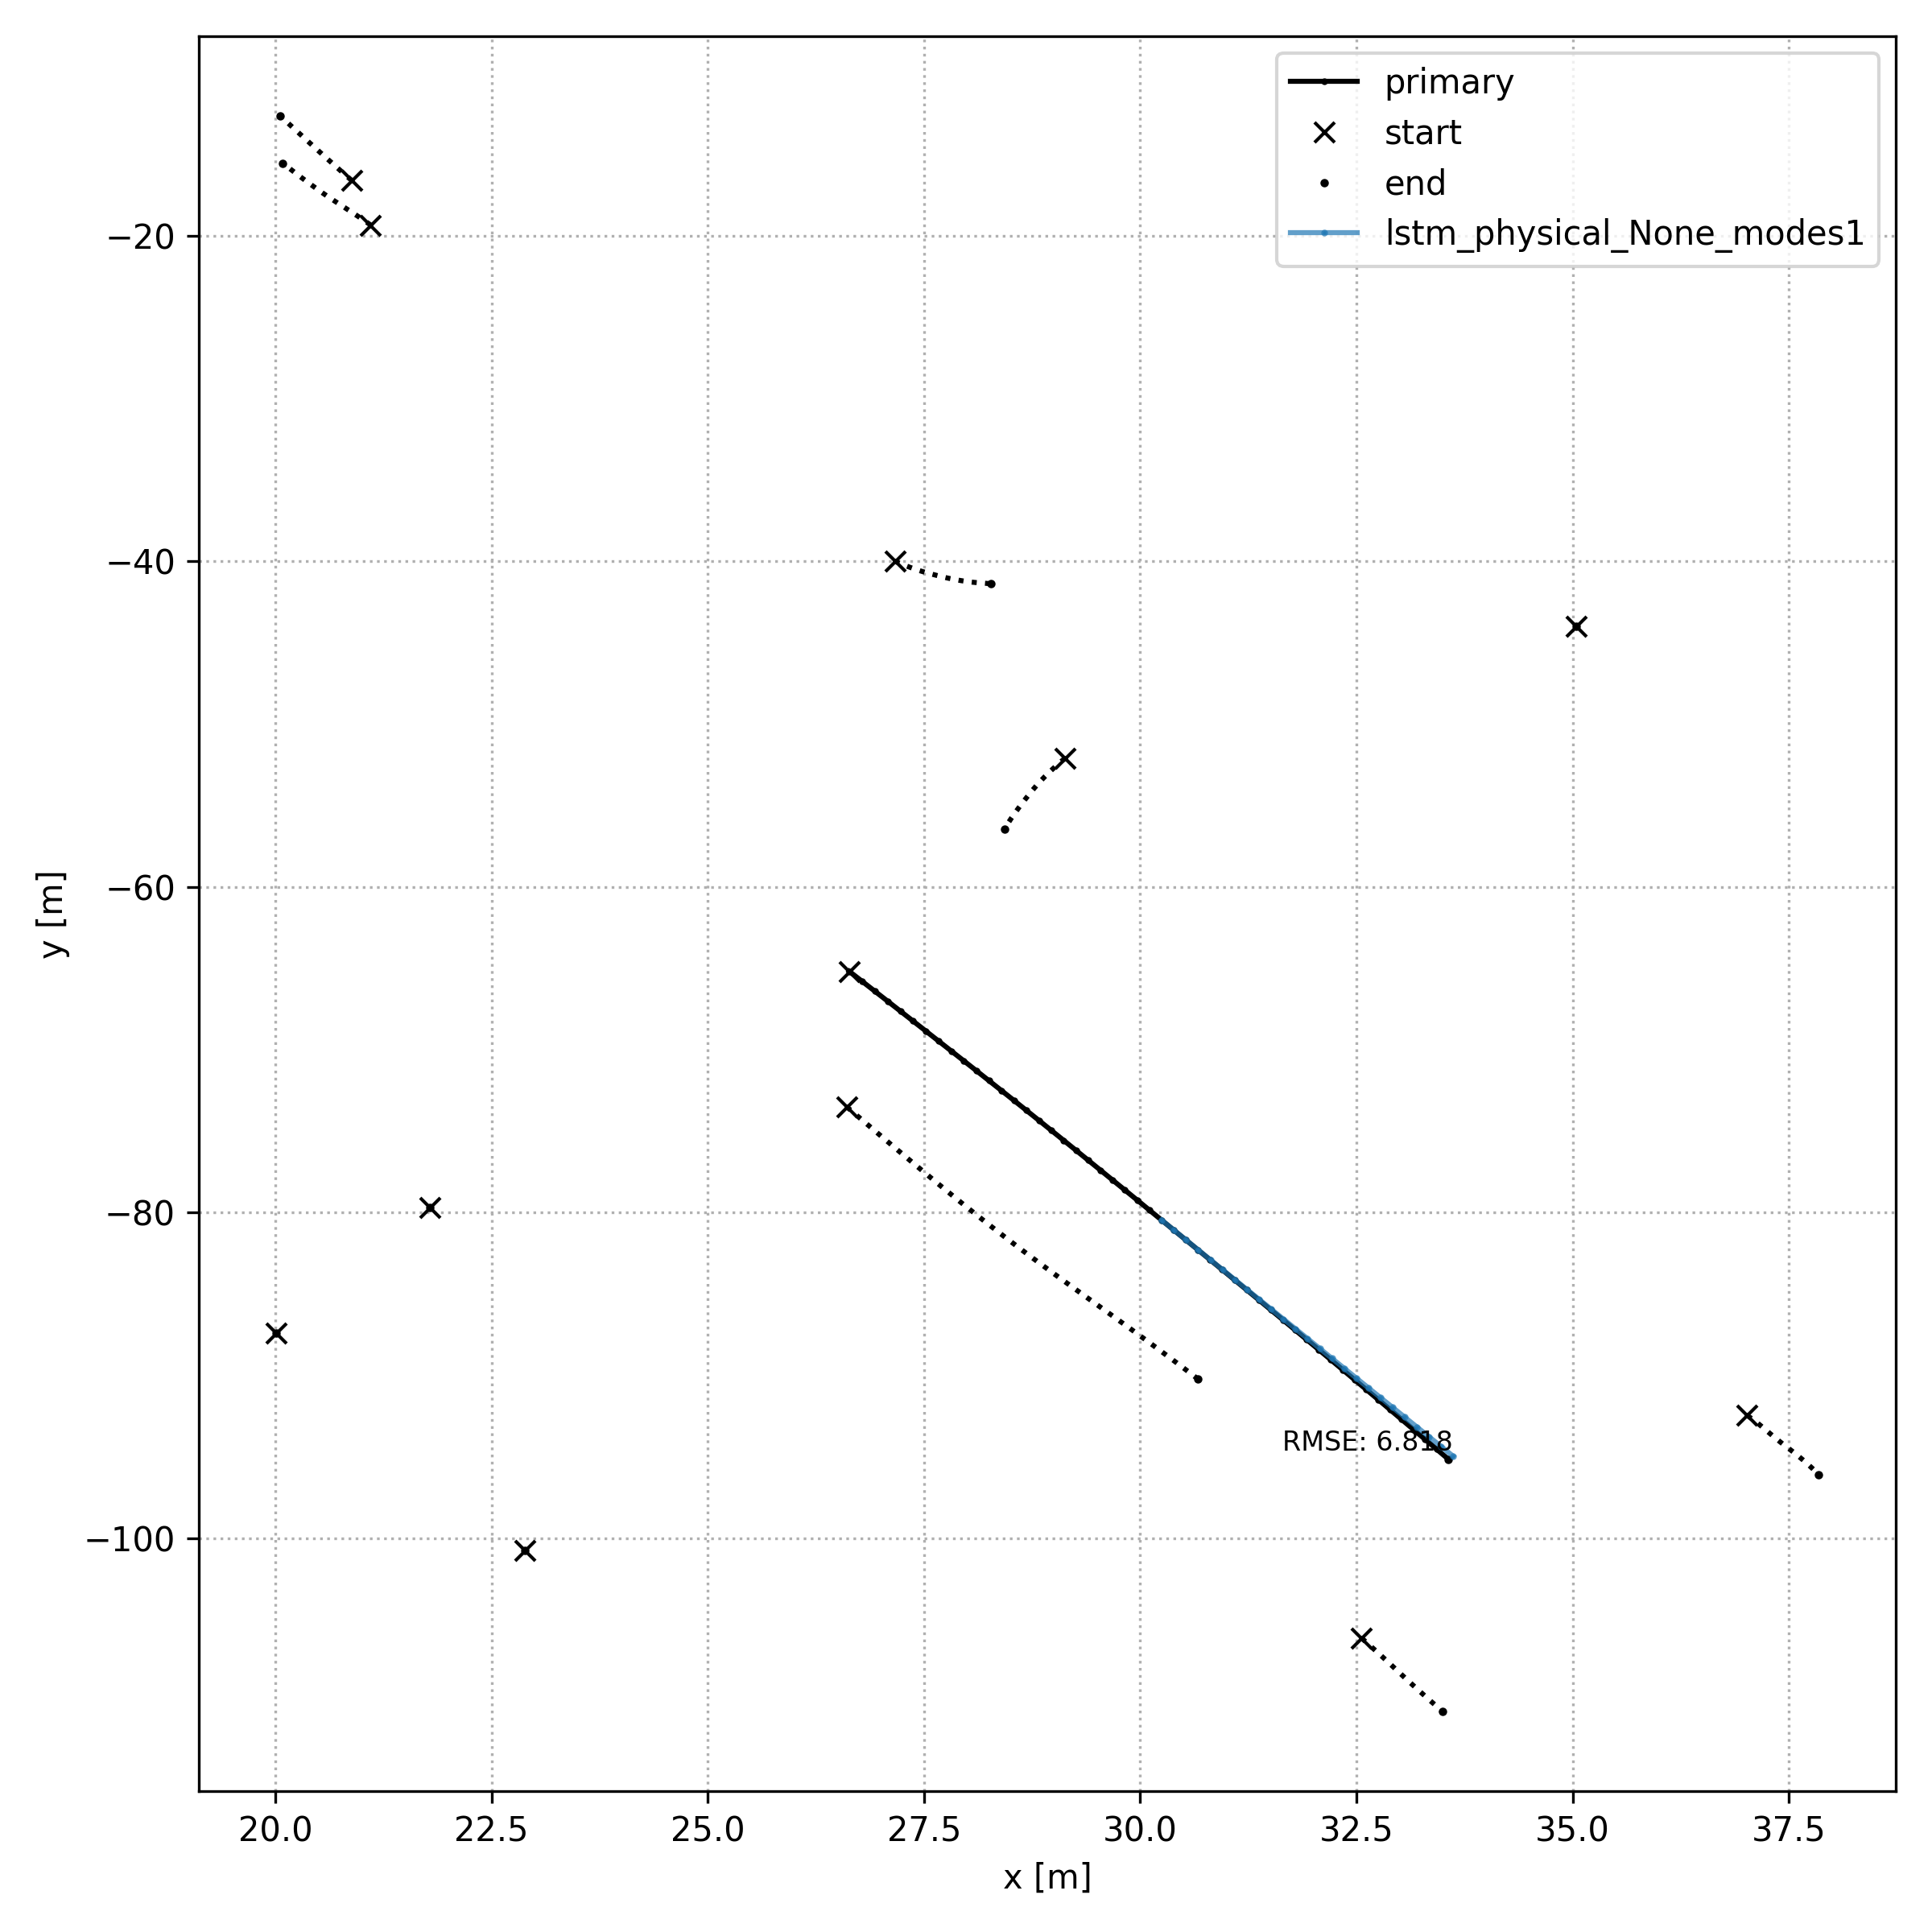 primary
start
end
lstm_physical_None_modes1
−20
−40
−60
−80
−100
y [m]
RMSE: 6.818
20.0 22.5 25.0 27.5 30.0 32.5 35.0 37.5
x [m]